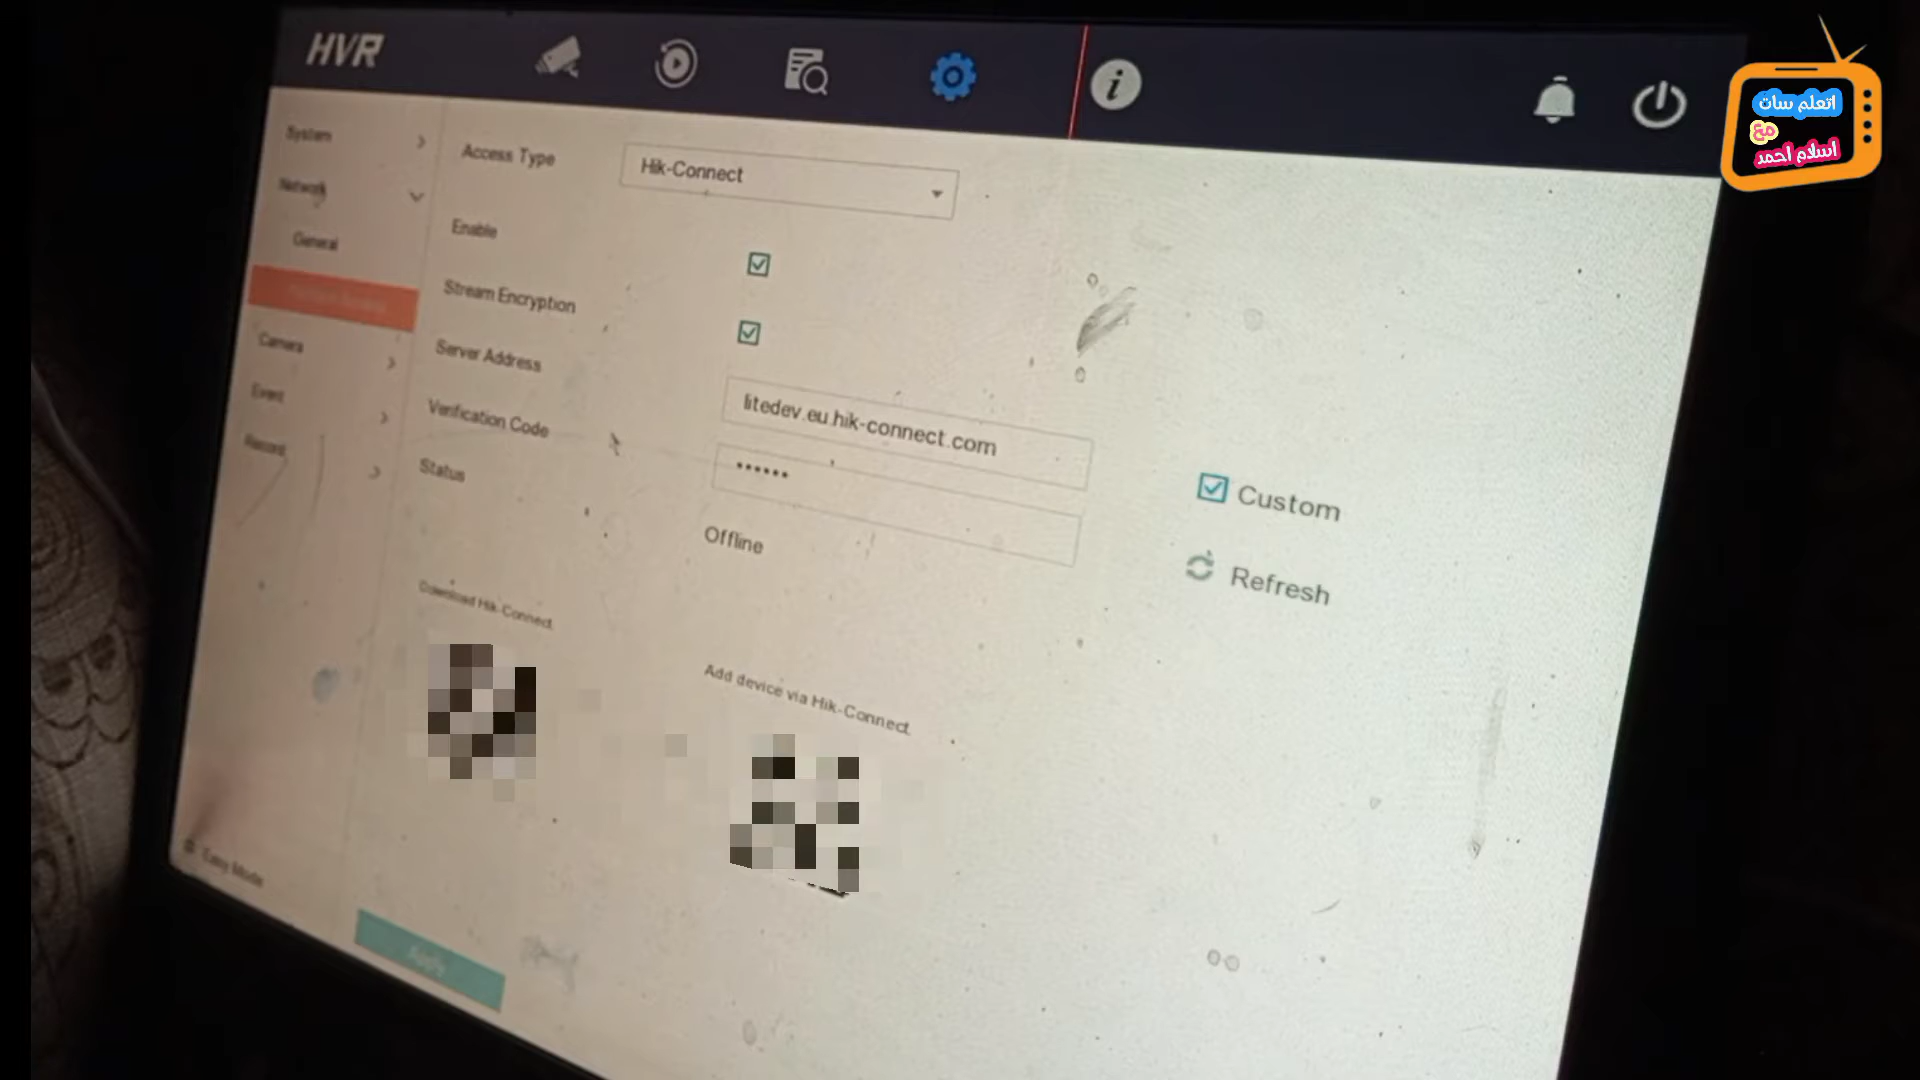 HVR
اتعلم سات
مع
اسلام احمد
System
Network
General
Camera
Event
Record
Easy Mode
Access Type
Hik-Connect
Enable
Stream Encryption
Server Address
litedev.eu.hik-connect.com
Custom
Verification Code
••••••
Status
Offline
Refresh
Download Hik-Connect
Add device via Hik-Connect
Apply